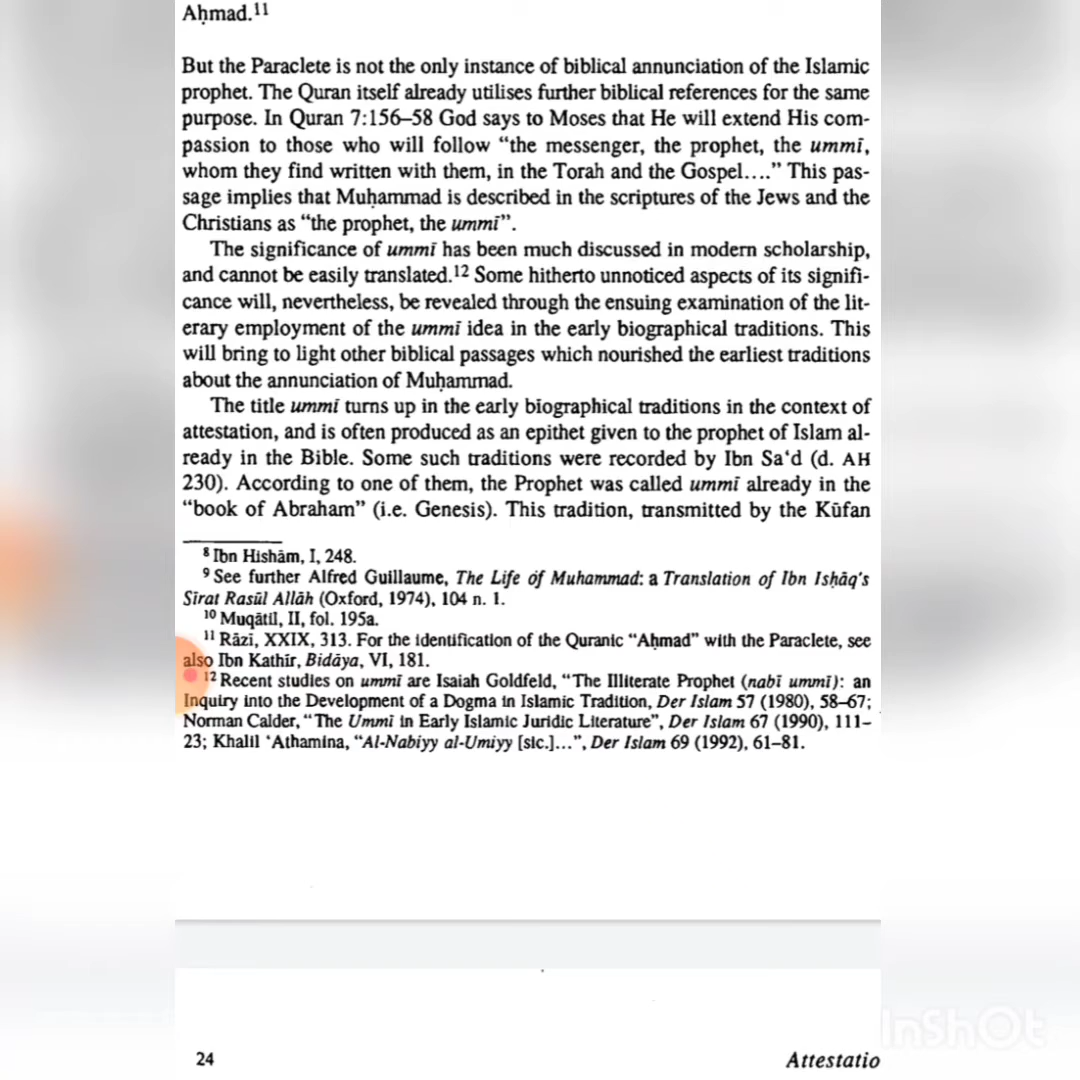 Aḥmad.¹¹
But the Paraclete is not the only instance of biblical annunciation of the Islamic
prophet. The Quran itself already utilises further biblical references for the same
purpose. In Quran 7:156–58 God says to Moses that He will extend His com-
passion to those who will follow “the messenger, the prophet, the ummī,
whom they find written with them, in the Torah and the Gospel....” This pas-
sage implies that Muḥammad is described in the scriptures of the Jews and the
Christians as “the prophet, the ummī”.
The significance of ummī has been much discussed in modern scholarship,
and cannot be easily translated.¹² Some hitherto unnoticed aspects of its signifi-
cance will, nevertheless, be revealed through the ensuing examination of the lit-
erary employment of the ummī idea in the early biographical traditions. This
will bring to light other biblical passages which nourished the earliest traditions
about the annunciation of Muḥammad.
The title ummī turns up in the early biographical traditions in the context of
attestation, and is often produced as an epithet given to the prophet of Islam al-
ready in the Bible. Some such traditions were recorded by Ibn Saʻd (d. AH
230). According to one of them, the Prophet was called ummī already in the
“book of Abraham” (i.e. Genesis). This tradition, transmitted by the Kūfan
⁸ Ibn Hishām, I, 248.
⁹ See further Alfred Guillaume, The Life of Muhammad: a Translation of Ibn Isḥāq's
Sīrat Rasūl Allāh (Oxford, 1974), 104 n. 1.
¹⁰ Muqātil, II, fol. 195a.
¹¹ Rāzī, XXIX, 313. For the identification of the Quranic “Aḥmad” with the Paraclete, see
also Ibn Kathīr, Bidāya, VI, 181.
¹² Recent studies on ummī are Isaiah Goldfeld, “The Illiterate Prophet (nabī ummī): an
Inquiry into the Development of a Dogma in Islamic Tradition, Der Islam 57 (1980), 58–67;
Norman Calder, “The Ummī in Early Islamic Juridic Literature”, Der Islam 67 (1990), 111–
23; Khalīl ʻAthamina, “Al-Nabiyy al-Umiyy [sic.]...”, Der Islam 69 (1992), 61–81.
24 Attestatio
InShOt